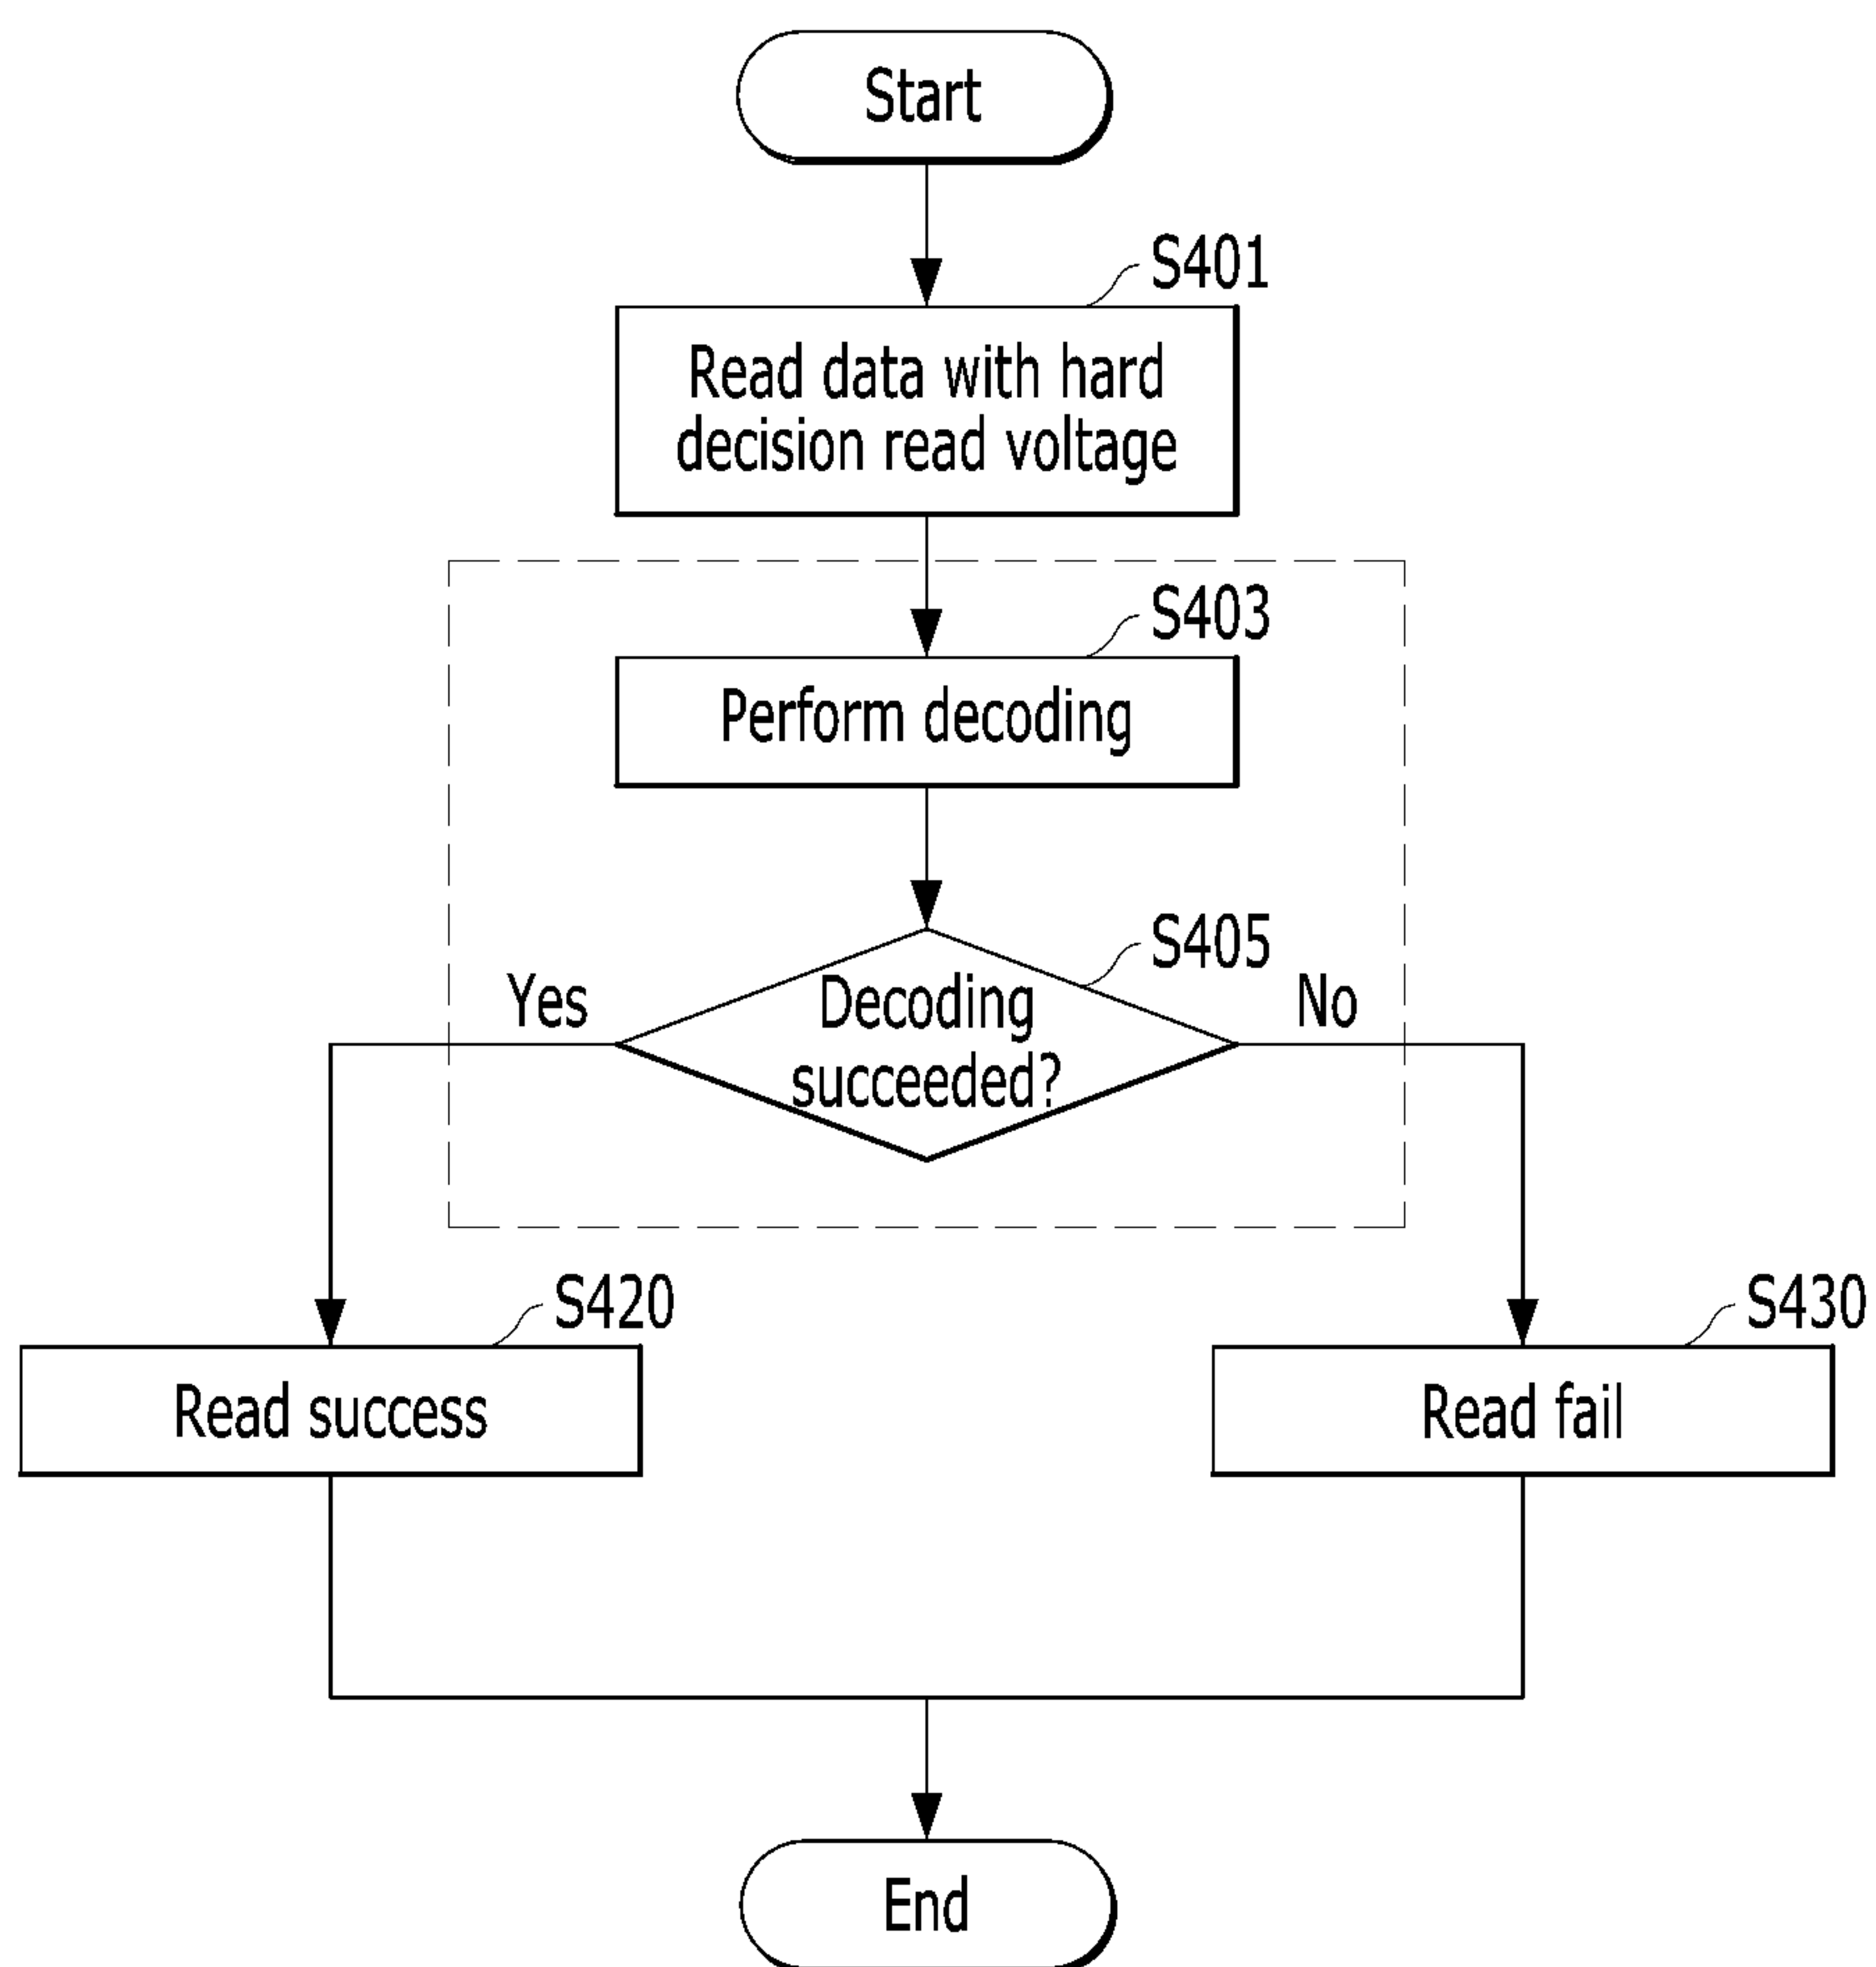 Start
S401
Read data with hard
decision read voltage
S403
Perform decoding
S405
Yes
Decoding
No
succeeded?
S420
S430
Read success
Read fail
End